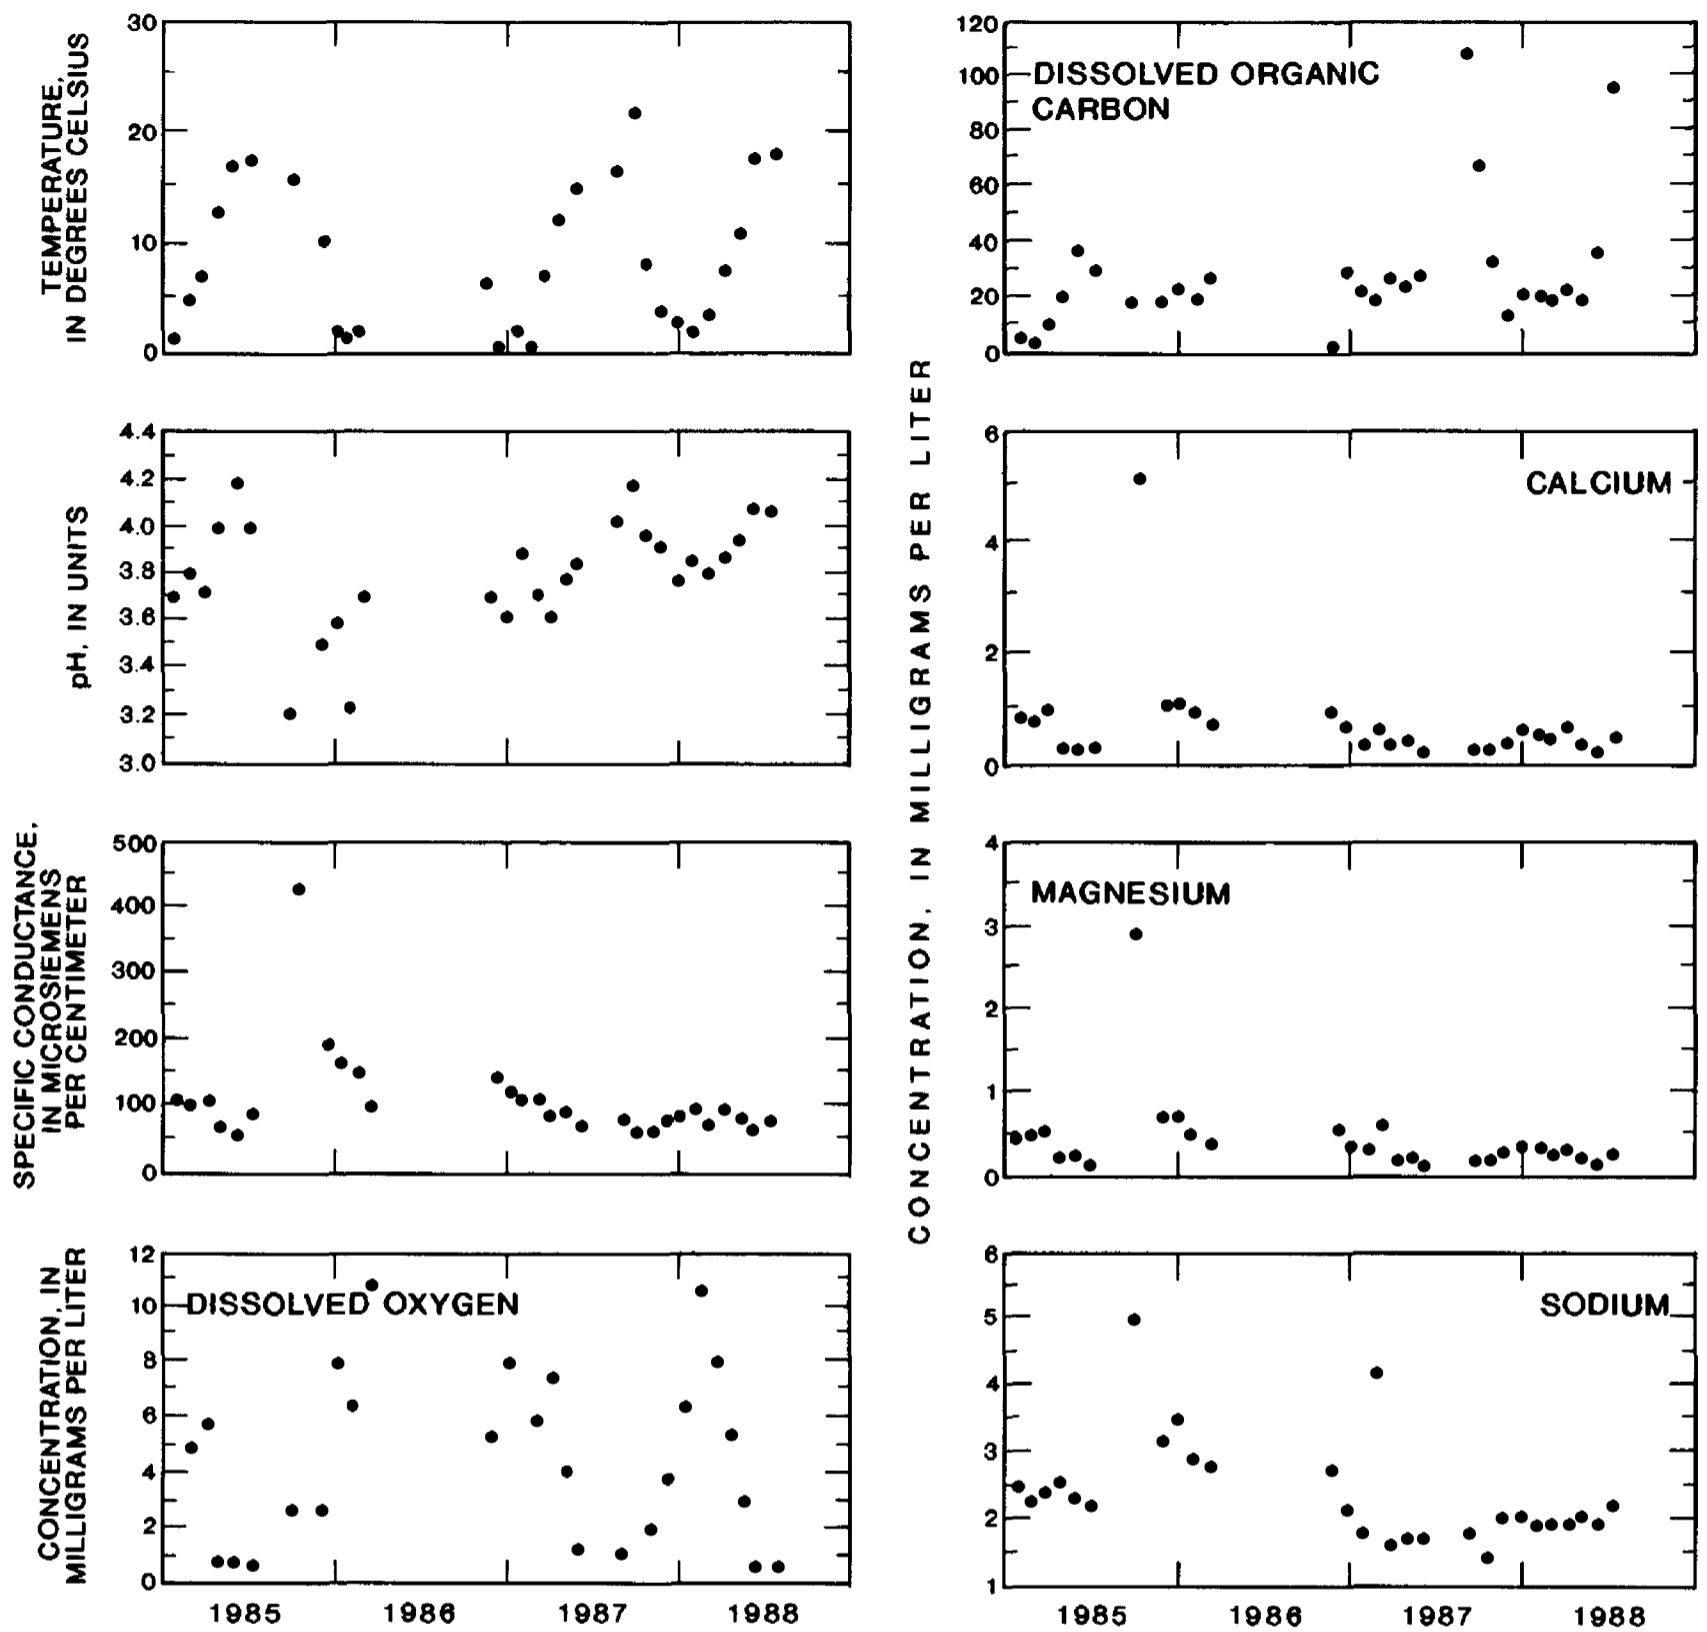 TEMPERATURE,
IN DEGREES CELSIUS
30
20
10
0
pH, IN UNITS
4.4
4.2
4.0
3.8
3.6
3.4
3.2
3.0
SPECIFIC CONDUCTANCE,
IN MICROSIEMENS
PER CENTIMETER
500
400
300
200
100
0
CONCENTRATION, IN
MILLIGRAMS PER LITER
12
10
8
6
4
2
0
DISSOLVED OXYGEN
1985 1986 1987 1988
CONCENTRATION, IN MILLIGRAMS PER LITER
120
100
80
60
40
20
0
DISSOLVED ORGANIC
CARBON
6
4
2
0
CALCIUM
4
3
2
1
0
MAGNESIUM
6
5
4
3
2
1
SODIUM
1985 1986 1987 1988